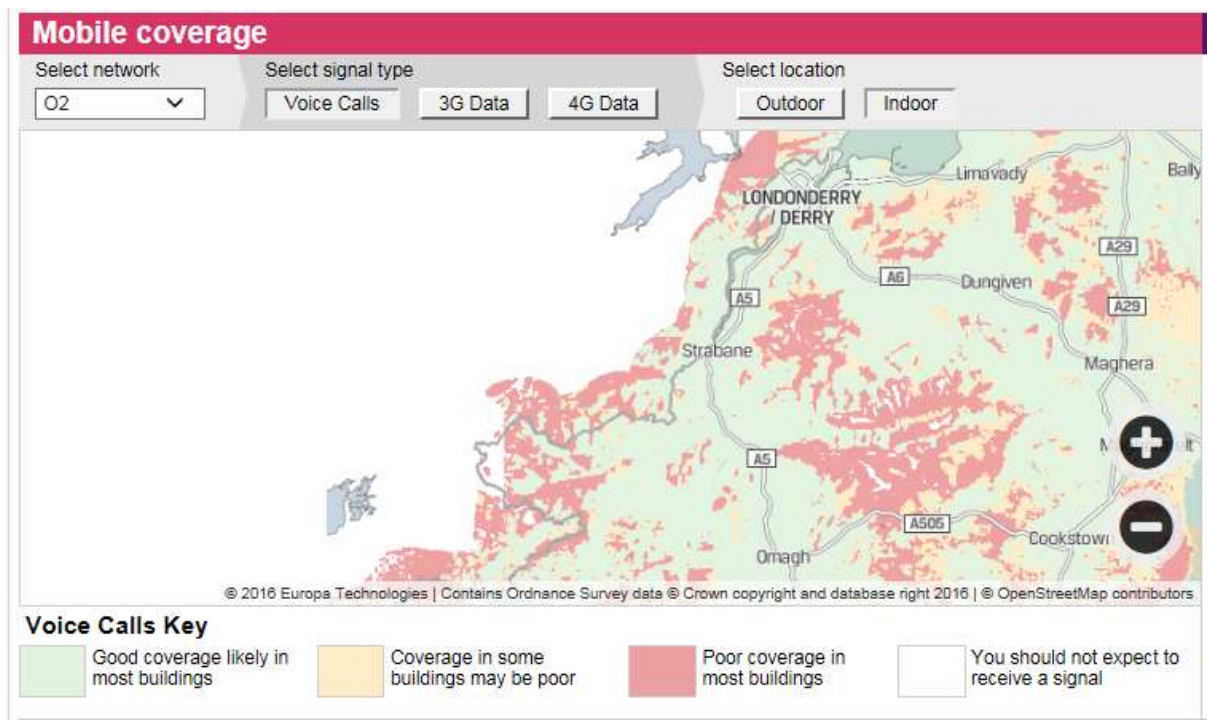 Mobile coverage
Select network
Select signal type
Select location
O2
Voice Calls
3G Data
4G Data
Outdoor
Indoor
Limavady
Bally
LONDONDERRY
/ DERRY
A29
A6
Dungiven
A5
A29
Strabane
Maghera
A5
A505
Cookstow
Omagh
© 2016 Europa Technologies | Contains Ordnance Survey data © Crown copyright and database right 2016 | © OpenStreetMap contributors
Voice Calls Key
Good coverage likely in
most buildings
Coverage in some
buildings may be poor
Poor coverage in
most buildings
You should not expect to
receive a signal